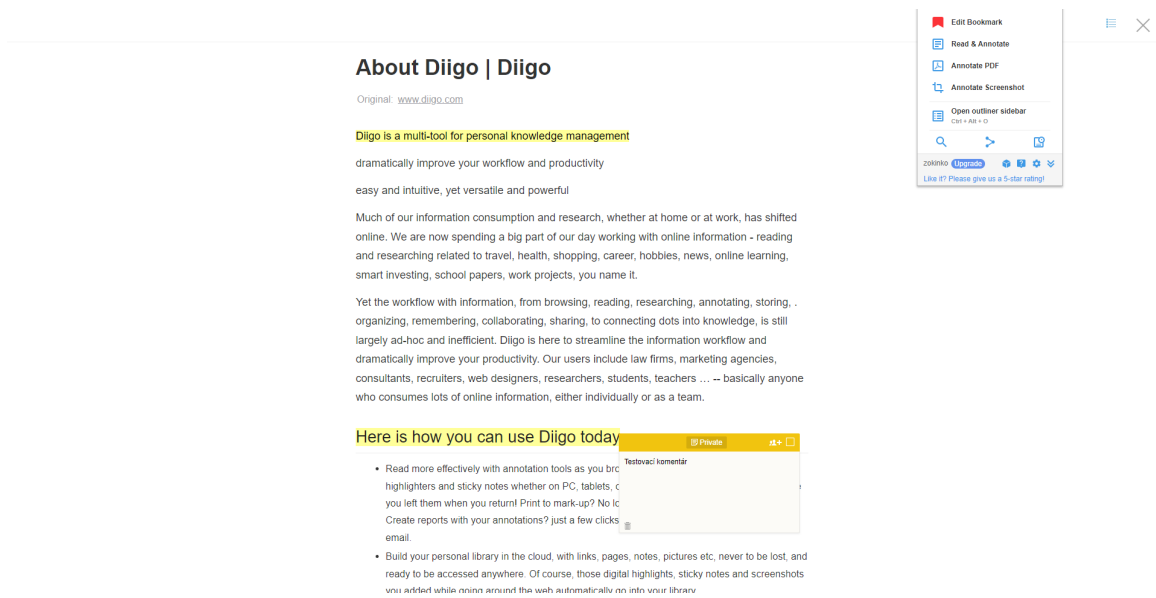 Edit Bookmark
Read & Annotate
Annotate PDF
Annotate Screenshot
Open outliner sidebar
Ctrl + Alt + O
zokinko Upgrade
Like it? Please give us a 5-star rating!
About Diigo | Diigo
Original: www.diigo.com
Diigo is a multi-tool for personal knowledge management
dramatically improve your workflow and productivity
easy and intuitive, yet versatile and powerful
Much of our information consumption and research, whether at home or at work, has shifted
online. We are now spending a big part of our day working with online information - reading
and researching related to travel, health, shopping, career, hobbies, news, online learning,
smart investing, school papers, work projects, you name it.
Yet the workflow with information, from browsing, reading, researching, annotating, storing, .
organizing, remembering, collaborating, sharing, to connecting dots into knowledge, is still
largely ad-hoc and inefficient. Diigo is here to streamline the information workflow and
dramatically improve your productivity. Our users include law firms, marketing agencies,
consultants, recruiters, web designers, researchers, students, teachers … -- basically anyone
who consumes lots of online information, either individually or as a team.
Here is how you can use Diigo today
Private
Testovací komentár
• Read more effectively with annotation tools as you bro
highlighters and sticky notes whether on PC, tablets,
you left them when you return! Print to mark-up? No lo
Create reports with your annotations? just a few clicks
email.
• Build your personal library in the cloud, with links, pages, notes, pictures etc, never to be lost, and
ready to be accessed anywhere. Of course, those digital highlights, sticky notes and screenshots
you added while going around the web automatically go into your library